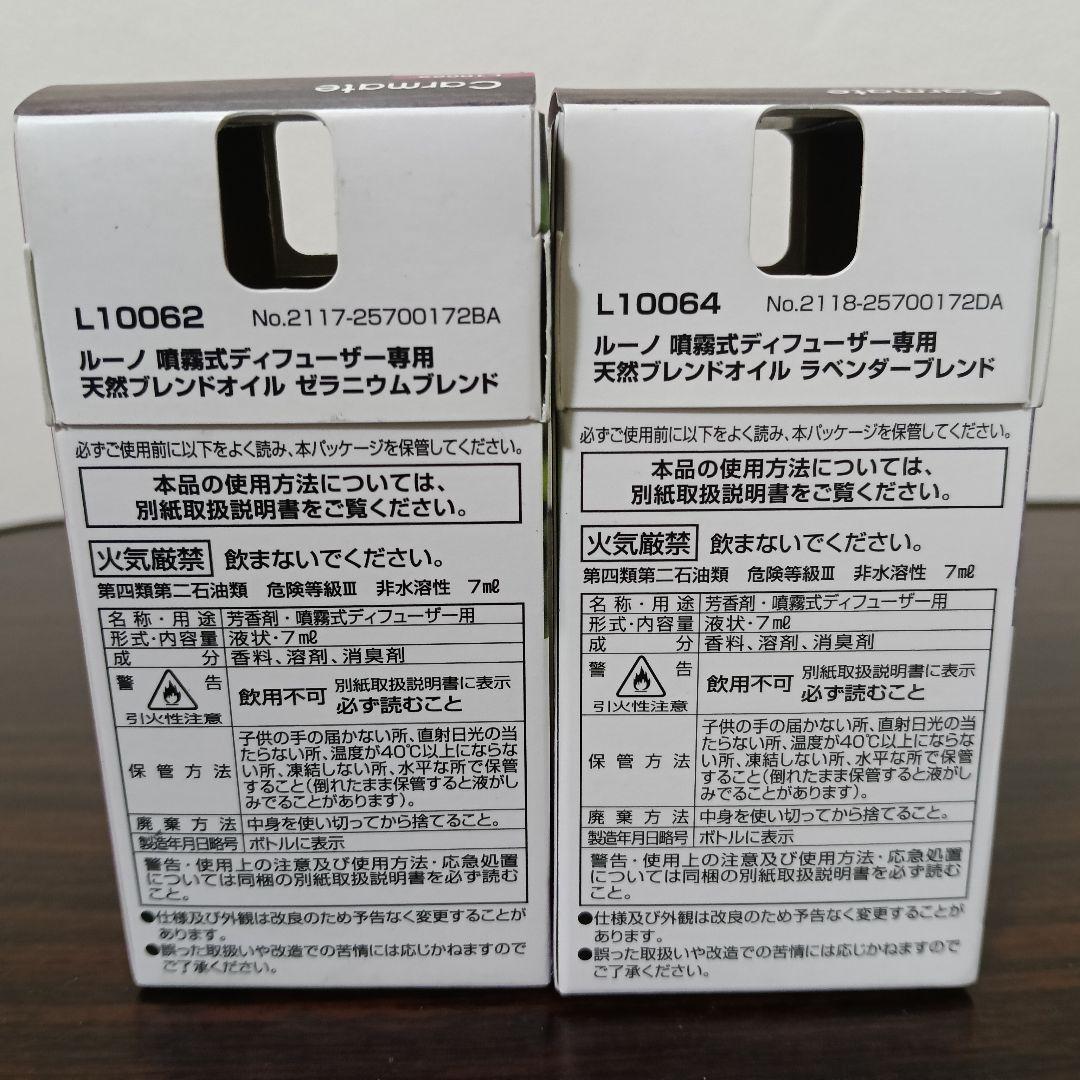 Carmate
L10062
L10062 No.2117-25700172BA
ルーノ 噴霧式ディフューザー専用
天然ブレンドオイル ゼラニウムブレンド
必ずご使用前に以下をよく読み、本パッケージを保管してください。
本品の使用方法については、
別紙取扱説明書をご覧ください。
火気厳禁 飲まないでください。
第四類第二石油類 危険等級Ⅲ 非水溶性 7㎖
名称・用途 芳香剤・噴霧式ディフューザー用
形式・内容量 液状・7㎖
成分 香料、溶剤、消臭剤
警告
引火性注意
飲用不可 別紙取扱説明書に表示
必ず読むこと
保管方法
子供の手の届かない所、直射日光の当
たらない所、温度が40℃以上にならな
い所、凍結しない所、水平な所で保管
すること(倒れたまま保管すると液がし
みでることがあります)。
廃棄方法 中身を使い切ってから捨てること。
製造年月日略号 ボトルに表示
警告・使用上の注意及び使用方法・応急処置
については同梱の別紙取扱説明書を必ず読む
こと。
●仕様及び外観は改良のため予告なく変更することが
あります。
●誤った取扱いや改造での苦情には応じかねますので
ご了承ください。
Carmate
L10064 No.2118-25700172DA
ルーノ 噴霧式ディフューザー専用
天然ブレンドオイル ラベンダーブレンド
必ずご使用前に以下をよく読み、本パッケージを保管してください。
本品の使用方法については、
別紙取扱説明書をご覧ください。
火気厳禁 飲まないでください。
第四類第二石油類 危険等級Ⅲ 非水溶性 7㎖
名称・用途 芳香剤・噴霧式ディフューザー用
形式・内容量 液状・7㎖
成分 香料、溶剤、消臭剤
警告
引火性注意
飲用不可 別紙取扱説明書に表示
必ず読むこと
保管方法
子供の手の届かない所、直射日光の当
たらない所、温度が40℃以上にならな
い所、凍結しない所、水平な所で保管
すること(倒れたまま保管すると液がし
みでることがあります)。
廃棄方法 中身を使い切ってから捨てること。
製造年月日略号 ボトルに表示
警告・使用上の注意及び使用方法・応急処置
については同梱の別紙取扱説明書を必ず読む
こと。
●仕様及び外観は改良のため予告なく変更することが
あります。
●誤った取扱いや改造での苦情には応じかねますので
ご了承ください。